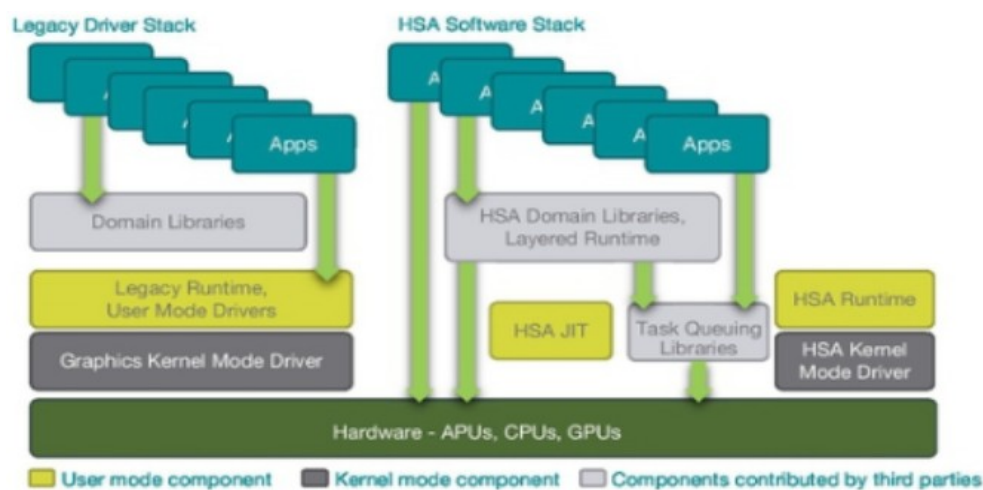 Legacy Driver Stack
HSA Software Stack
A
A
A
A
A
A
A
Apps
Apps
Domain Libraries
HSA Domain Libraries,
Layered Runtime
Legacy Runtime,
User Mode Drivers
HSA JIT
Task Queuing
Libraries
HSA Runtime
Graphics Kernel Mode Driver
HSA Kernel
Mode Driver
Hardware - APUs, CPUs, GPUs
User mode component
Kernel mode component
Components contributed by third parties